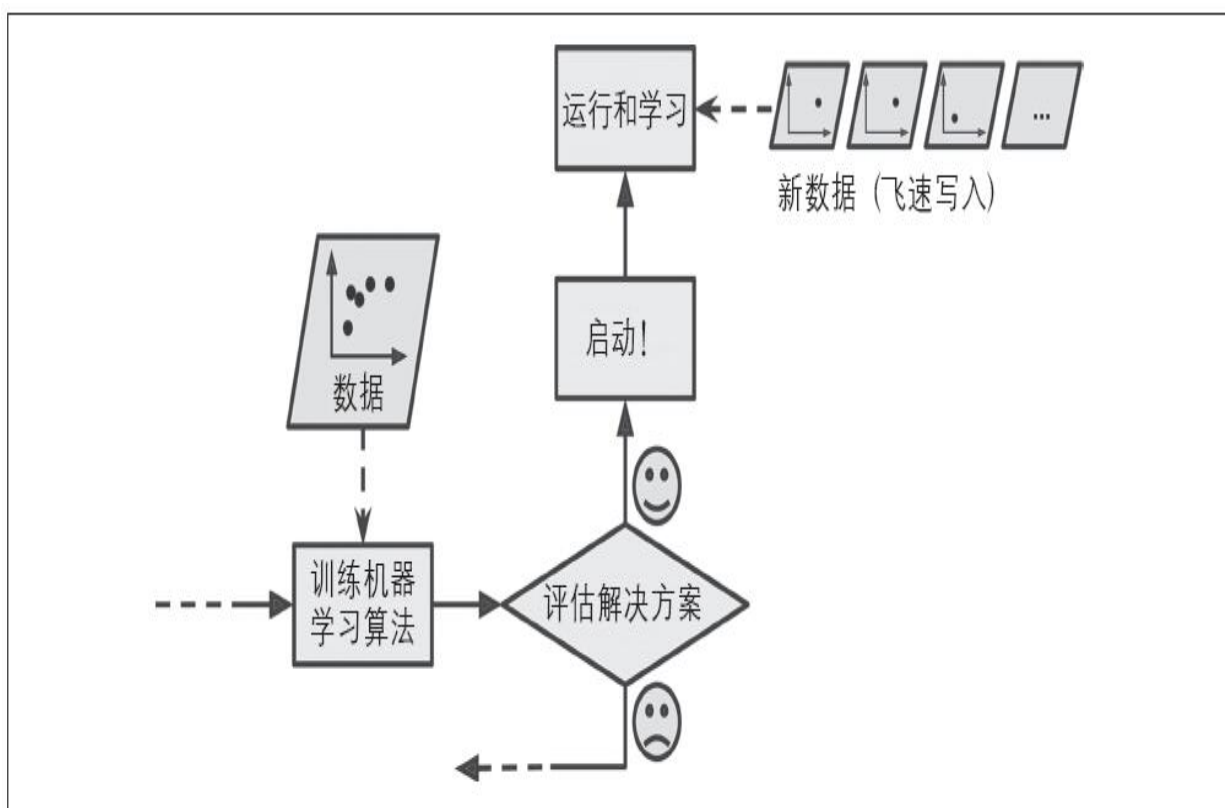 运行和学习
...
新数据（飞速写入）
数据
启动！
训练机器
学习算法
评估解决方案